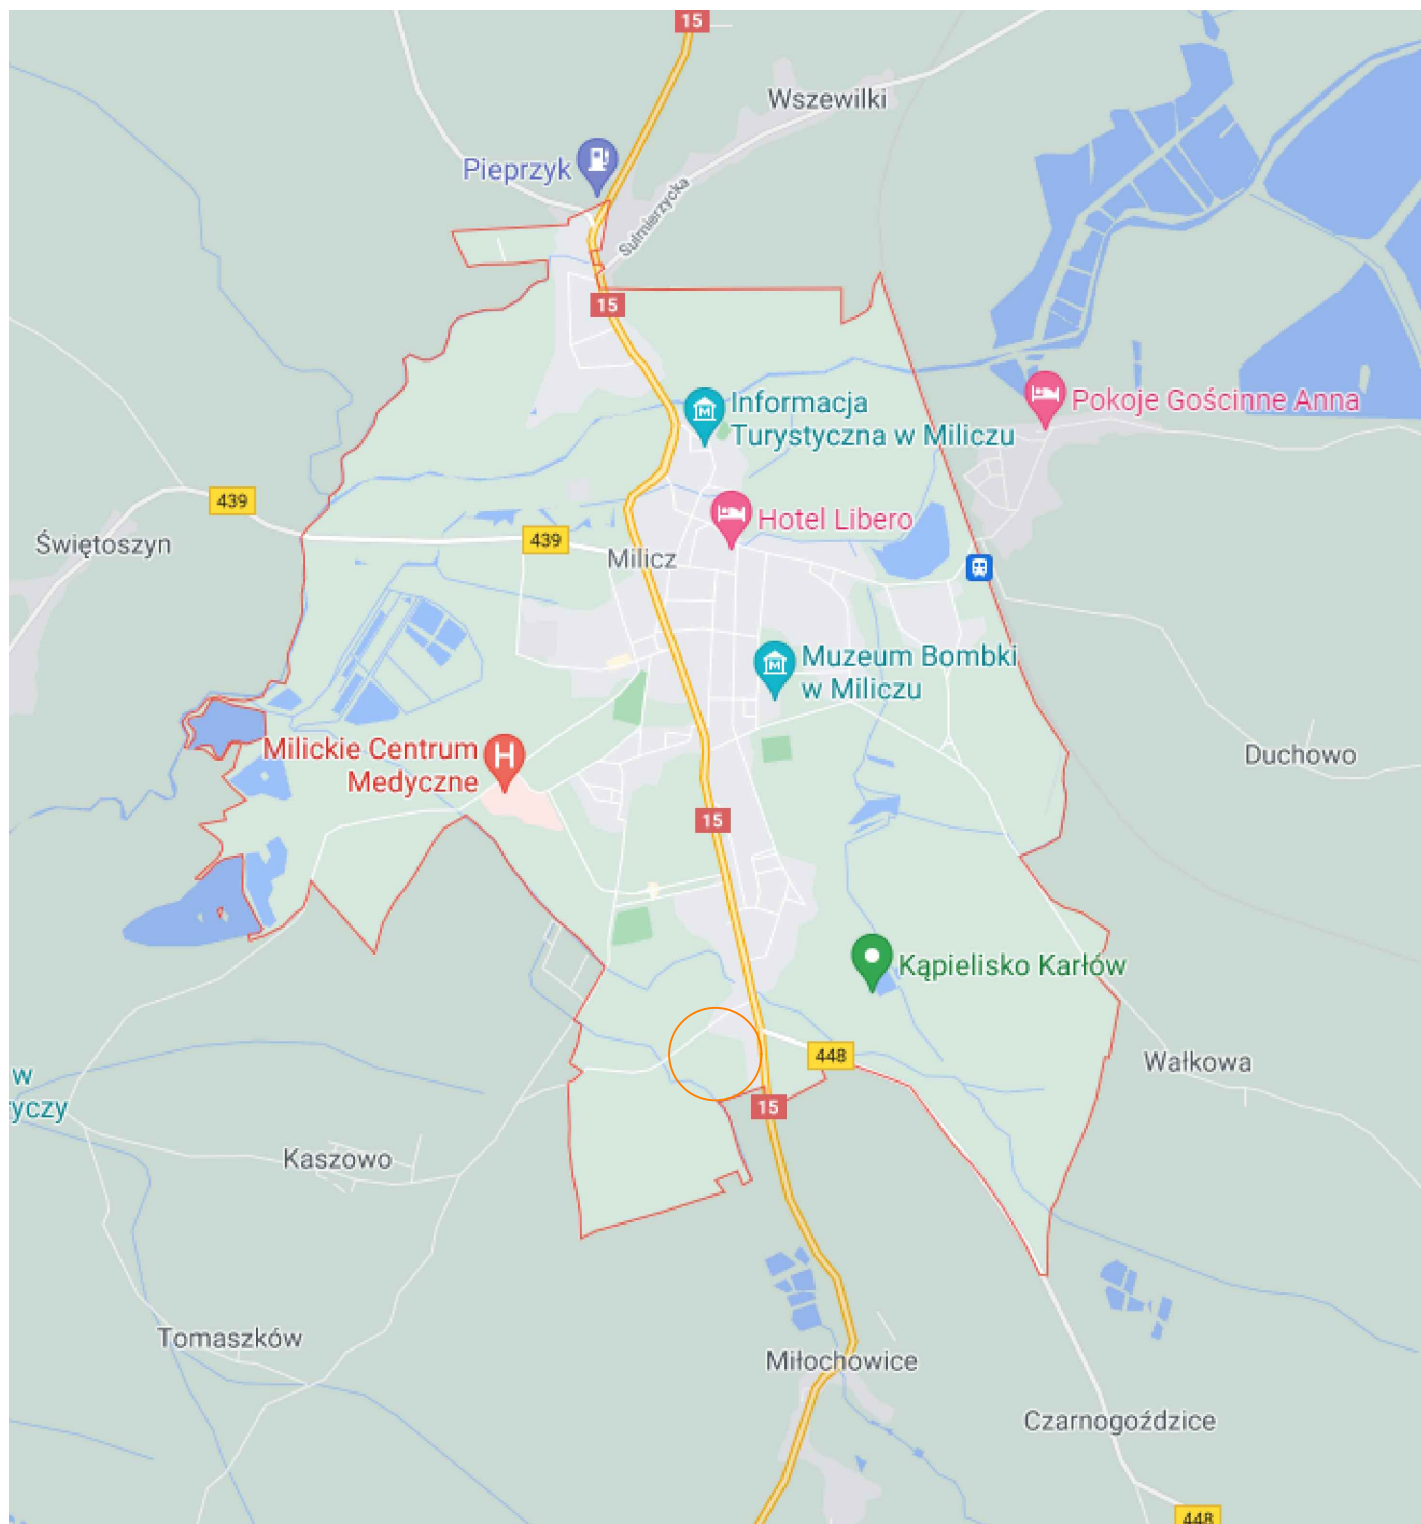 15
Wszewilki
Pieprzyk
Sulmierzycka
15
Informacja
Turystyczna w Miliczu
Pokoje Gościnne Anna
439
Hotel Libero
439
Świętoszyn
Milicz
Muzeum Bombki
w Miliczu
Milickie Centrum
Medyczne
H
Duchowo
15
Kąpielisko Karłów
448
Wałkowa
w
yczy
15
Kaszowo
Tomaszków
Miłochowice
Czarnogoździce
448